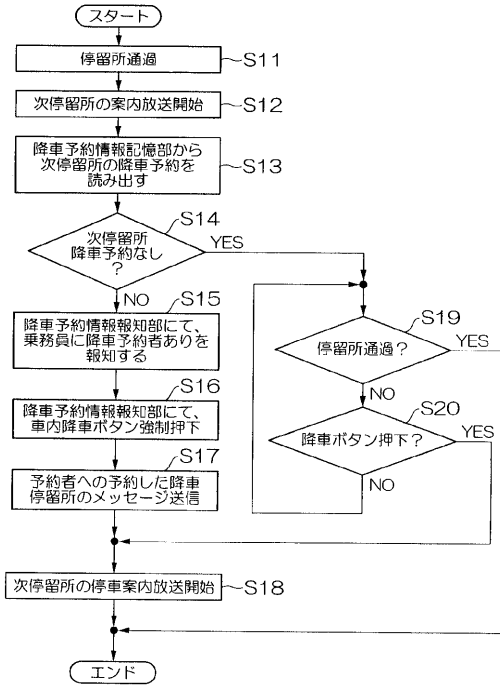 スタート
停留所通過
S11
次停留所の案内放送開始
S12
降車予約情報記憶部から
次停留所の降車予約を
読み出す
S13
次停留所
降車予約なし
?
S14
YES
NO
降車予約情報報知部にて、
乗務員に降車予約者ありを
報知する
S15
降車予約情報報知部にて、
車内降車ボタン強制押下
S16
予約者への予約した降車
停留所のメッセージ送信
S17
停留所通過?
S19
YES
NO
降車ボタン押下?
S20
YES
NO
次停留所の停車案内放送開始
S18
エンド